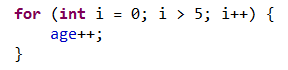 for (int i = 0; i > 5; i++) {
    age++;
}